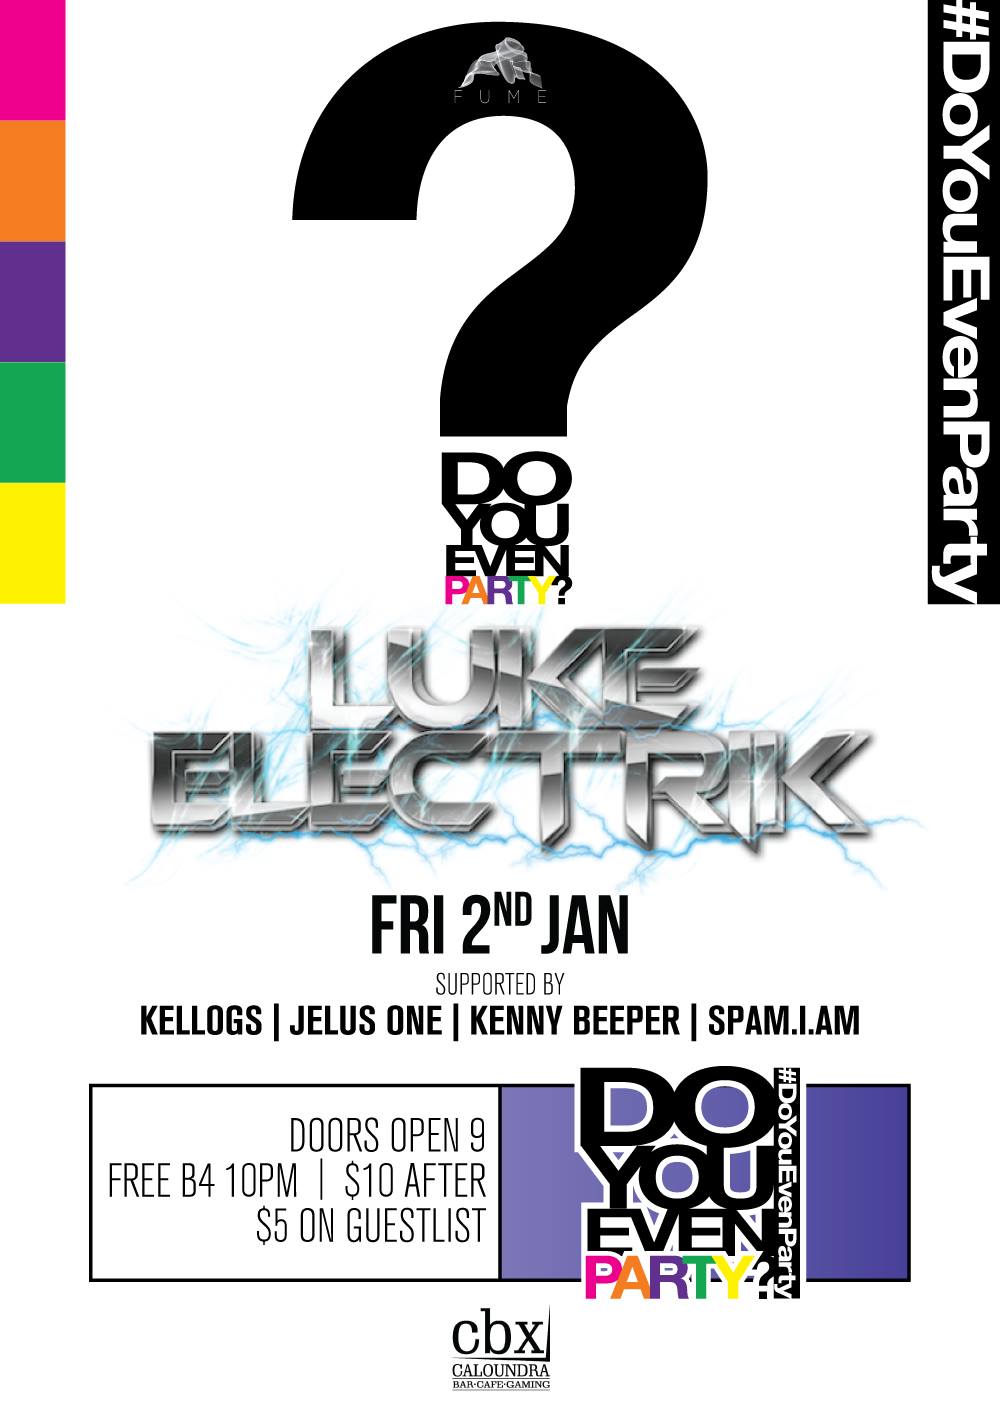 FUME
#DoYouEvenParty
DO
YOU
EVEN
PARTY?
LUKE
ELECTRIK
FRI 2ND JAN
SUPPORTED BY
KELLOGS | JELUS ONE | KENNY BEEPER | SPAM.I.AM
DOORS OPEN 9
FREE B4 10PM | $10 AFTER
$5 ON GUESTLIST
DO
YOU
EVEN
PARTY?
#DoYouEvenParty
cbx
CALOUNDRA
BAR·CAFE·GAMING